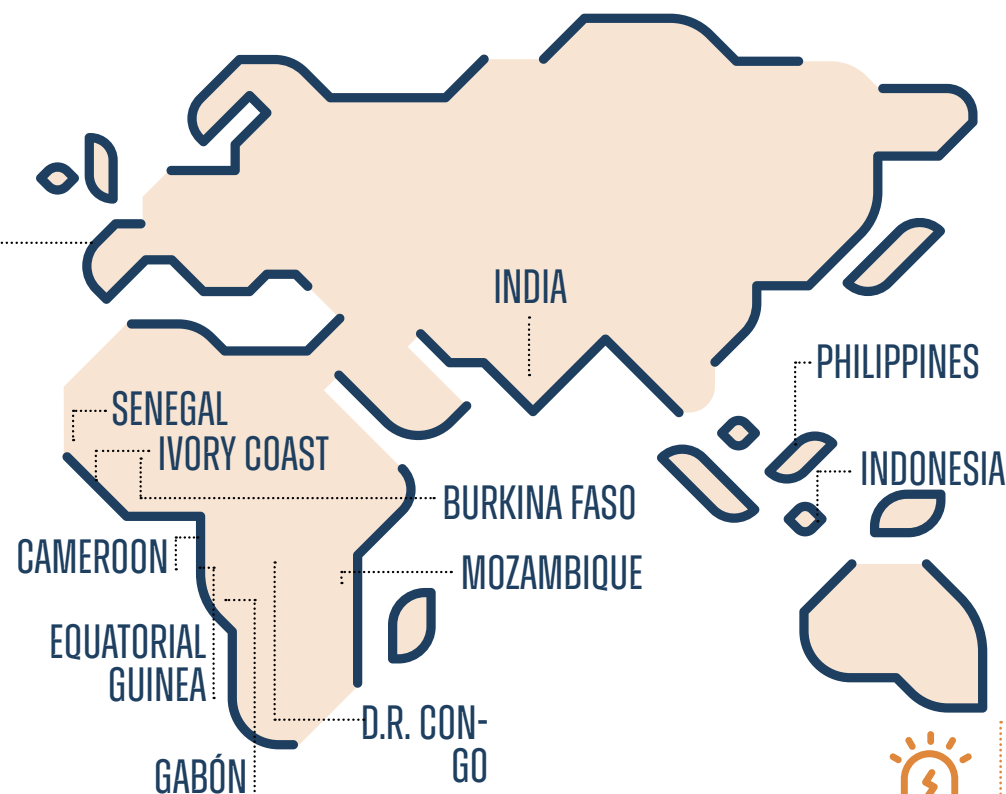 INDIA
PHILIPPINES
SENEGAL
IVORY COAST
INDONESIA
BURKINA FASO
CAMEROON
MOZAMBIQUE
EQUATORIAL
GUINEA
D.R. CON-
GO
GABÓN